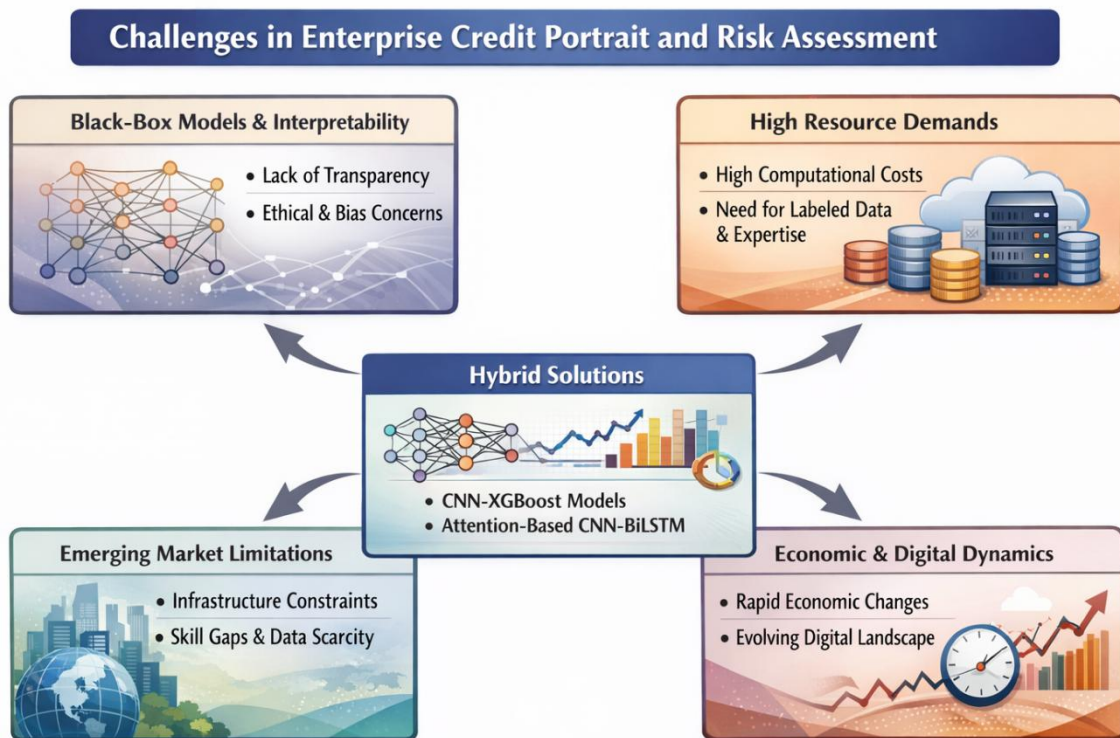 Challenges in Enterprise Credit Portrait and Risk Assessment
Black-Box Models & Interpretability
• Lack of Transparency
• Ethical & Bias Concerns
High Resource Demands
• High Computational Costs
• Need for Labeled Data
& Expertise
Hybrid Solutions
• CNN-XGBoost Models
• Attention-Based CNN-BiLSTM
Emerging Market Limitations
• Infrastructure Constraints
• Skill Gaps & Data Scarcity
Economic & Digital Dynamics
• Rapid Economic Changes
• Evolving Digital Landscape